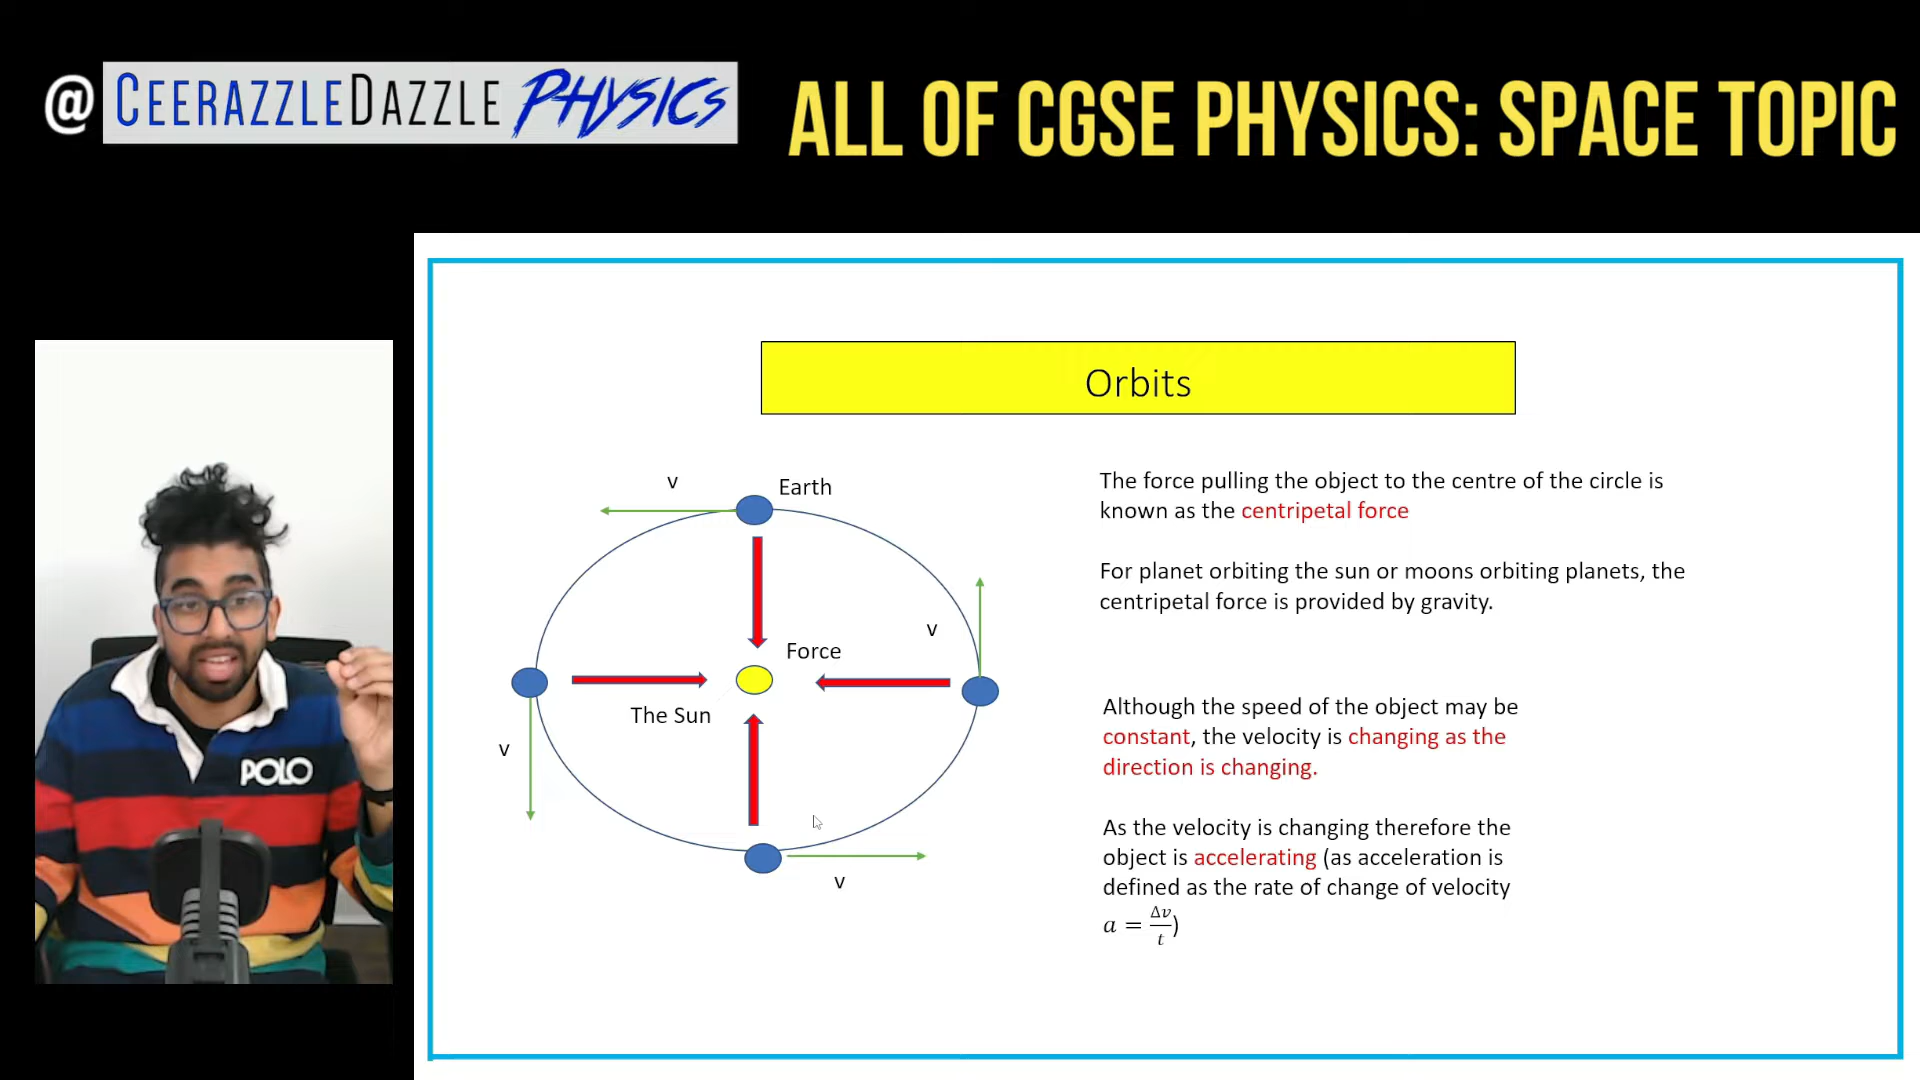 @ CEERAZZLEDAZZLE PHYSICS
ALL OF CGSE PHYSICS: SPACE TOPIC
Orbits
v
Earth
v
Force
The Sun
v
v
The force pulling the object to the centre of the circle is
known as the centripetal force
For planet orbiting the sun or moons orbiting planets, the
centripetal force is provided by gravity.
Although the speed of the object may be
constant, the velocity is changing as the
direction is changing.
As the velocity is changing therefore the
object is accelerating (as acceleration is
defined as the rate of change of velocity
a = Δv/t)
POLO